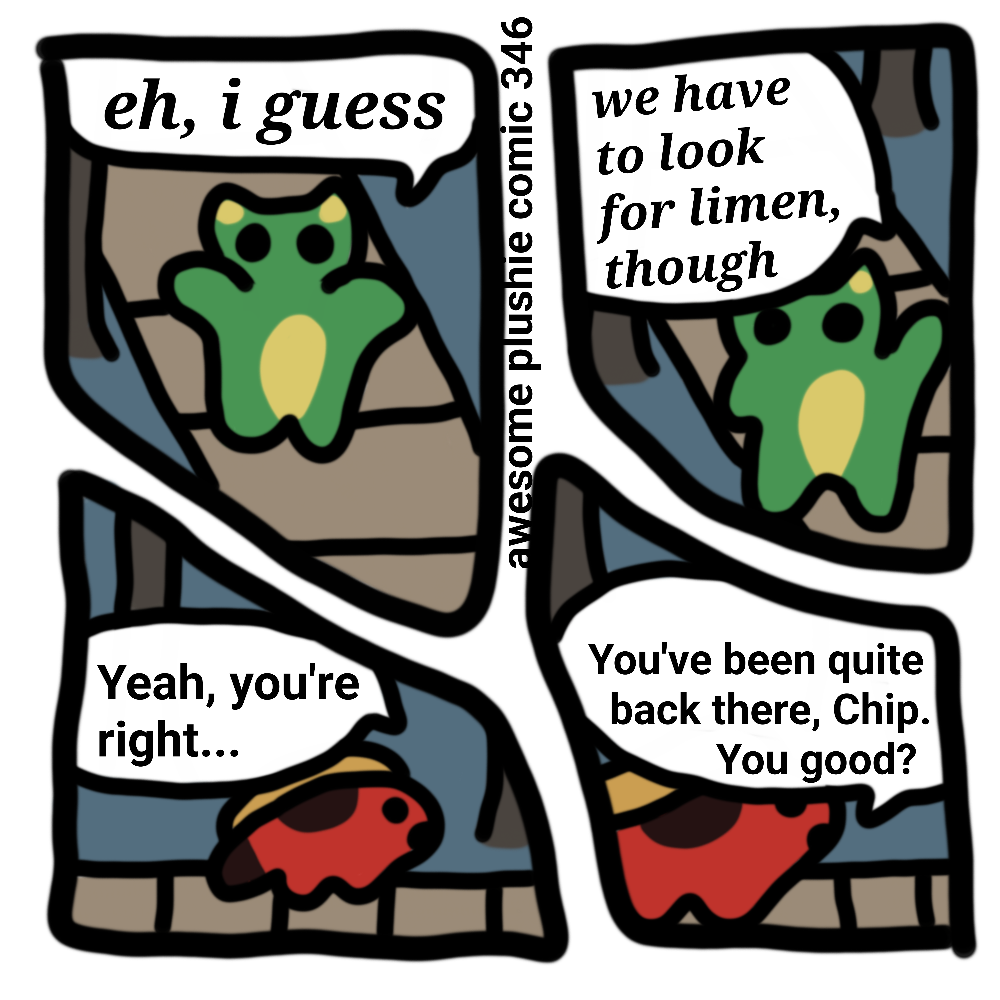 eh, i guess
awesome plushie comic 346
we have
to look
for limen,
though
Yeah, you're
right...
You've been quite
back there, Chip.
You good?